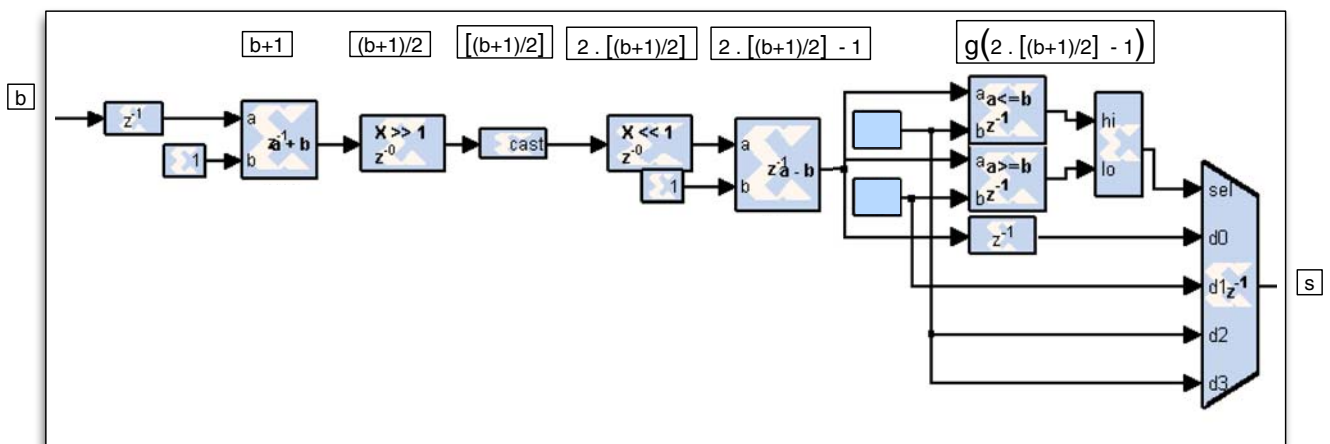 b+1 (b+1)/2 [(b+1)/2] 2 . [(b+1)/2] 2 . [(b+1)/2] - 1 g(2 . [(b+1)/2] - 1)
b
z-1
a
b
z-1
a + b
1
X >> 1
z-0
cast
X << 1
z-0
1
a
b
z-1
a - b
a
b
a<=b
z-1
a
b
a>=b
z-1
z-1
hi
lo
sel
d0
d1
z-1
d2
d3
s